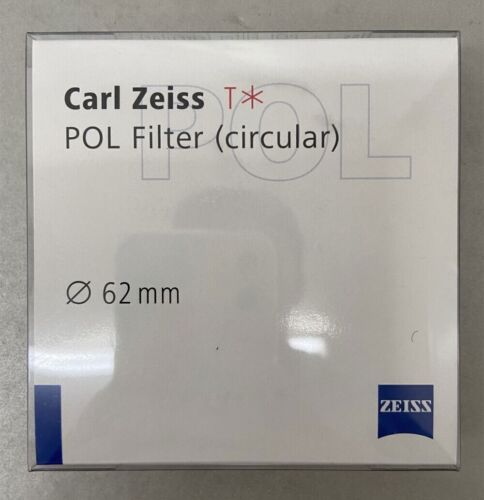 Carl Zeiss T*
POL
POL Filter (circular)
Ø 62 mm
ZEISS